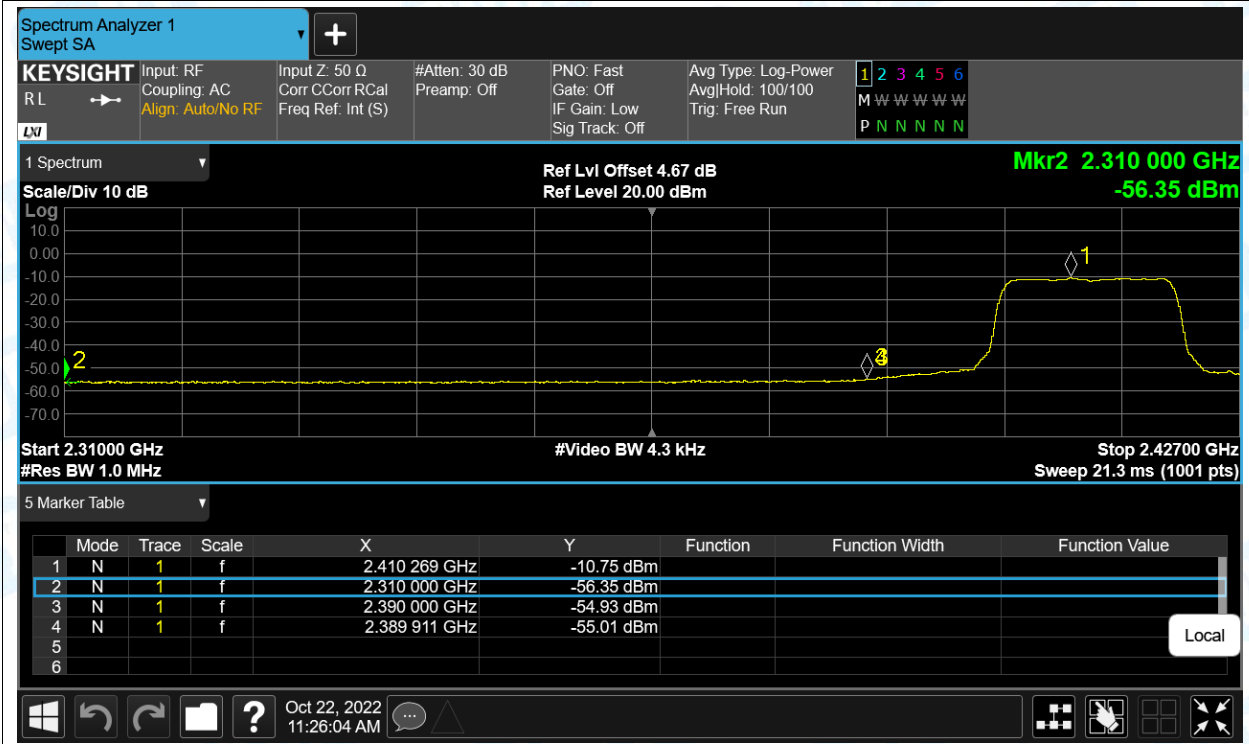 Spectrum Analyzer 1
Swept SA
KEYSIGHT
R L
LXI
Input: RF
Coupling: AC
Align: Auto/No RF
Input Z: 50 Ω
Corr CCorr RCal
Freq Ref: Int (S)
#Atten: 30 dB
Preamp: Off
PNO: Fast
Gate: Off
IF Gain: Low
Sig Track: Off
Avg Type: Log-Power
Avg|Hold: 100/100
Trig: Free Run
1 2 3 4 5 6
M W W W W W
P N N N N N
1 Spectrum
Scale/Div 10 dB
Ref Lvl Offset 4.67 dB
Ref Level 20.00 dBm
Mkr2 2.310 000 GHz
-56.35 dBm
Log
10.0
0.00
-10.0
-20.0
-30.0
-40.0
-50.0
-60.0
-70.0
1
2
Start 2.31000 GHz
#Video BW 4.3 kHz
Stop 2.42700 GHz
#Res BW 1.0 MHz
Sweep 21.3 ms (1001 pts)
5 Marker Table
Mode Trace Scale X Y Function Function Width Function Value
1 N 1 f 2.410 269 GHz -10.75 dBm
2 N 1 f 2.310 000 GHz -56.35 dBm
3 N 1 f 2.390 000 GHz -54.93 dBm
4 N 1 f 2.389 911 GHz -55.01 dBm
5
6
Local
?
Oct 22, 2022
11:26:04 AM